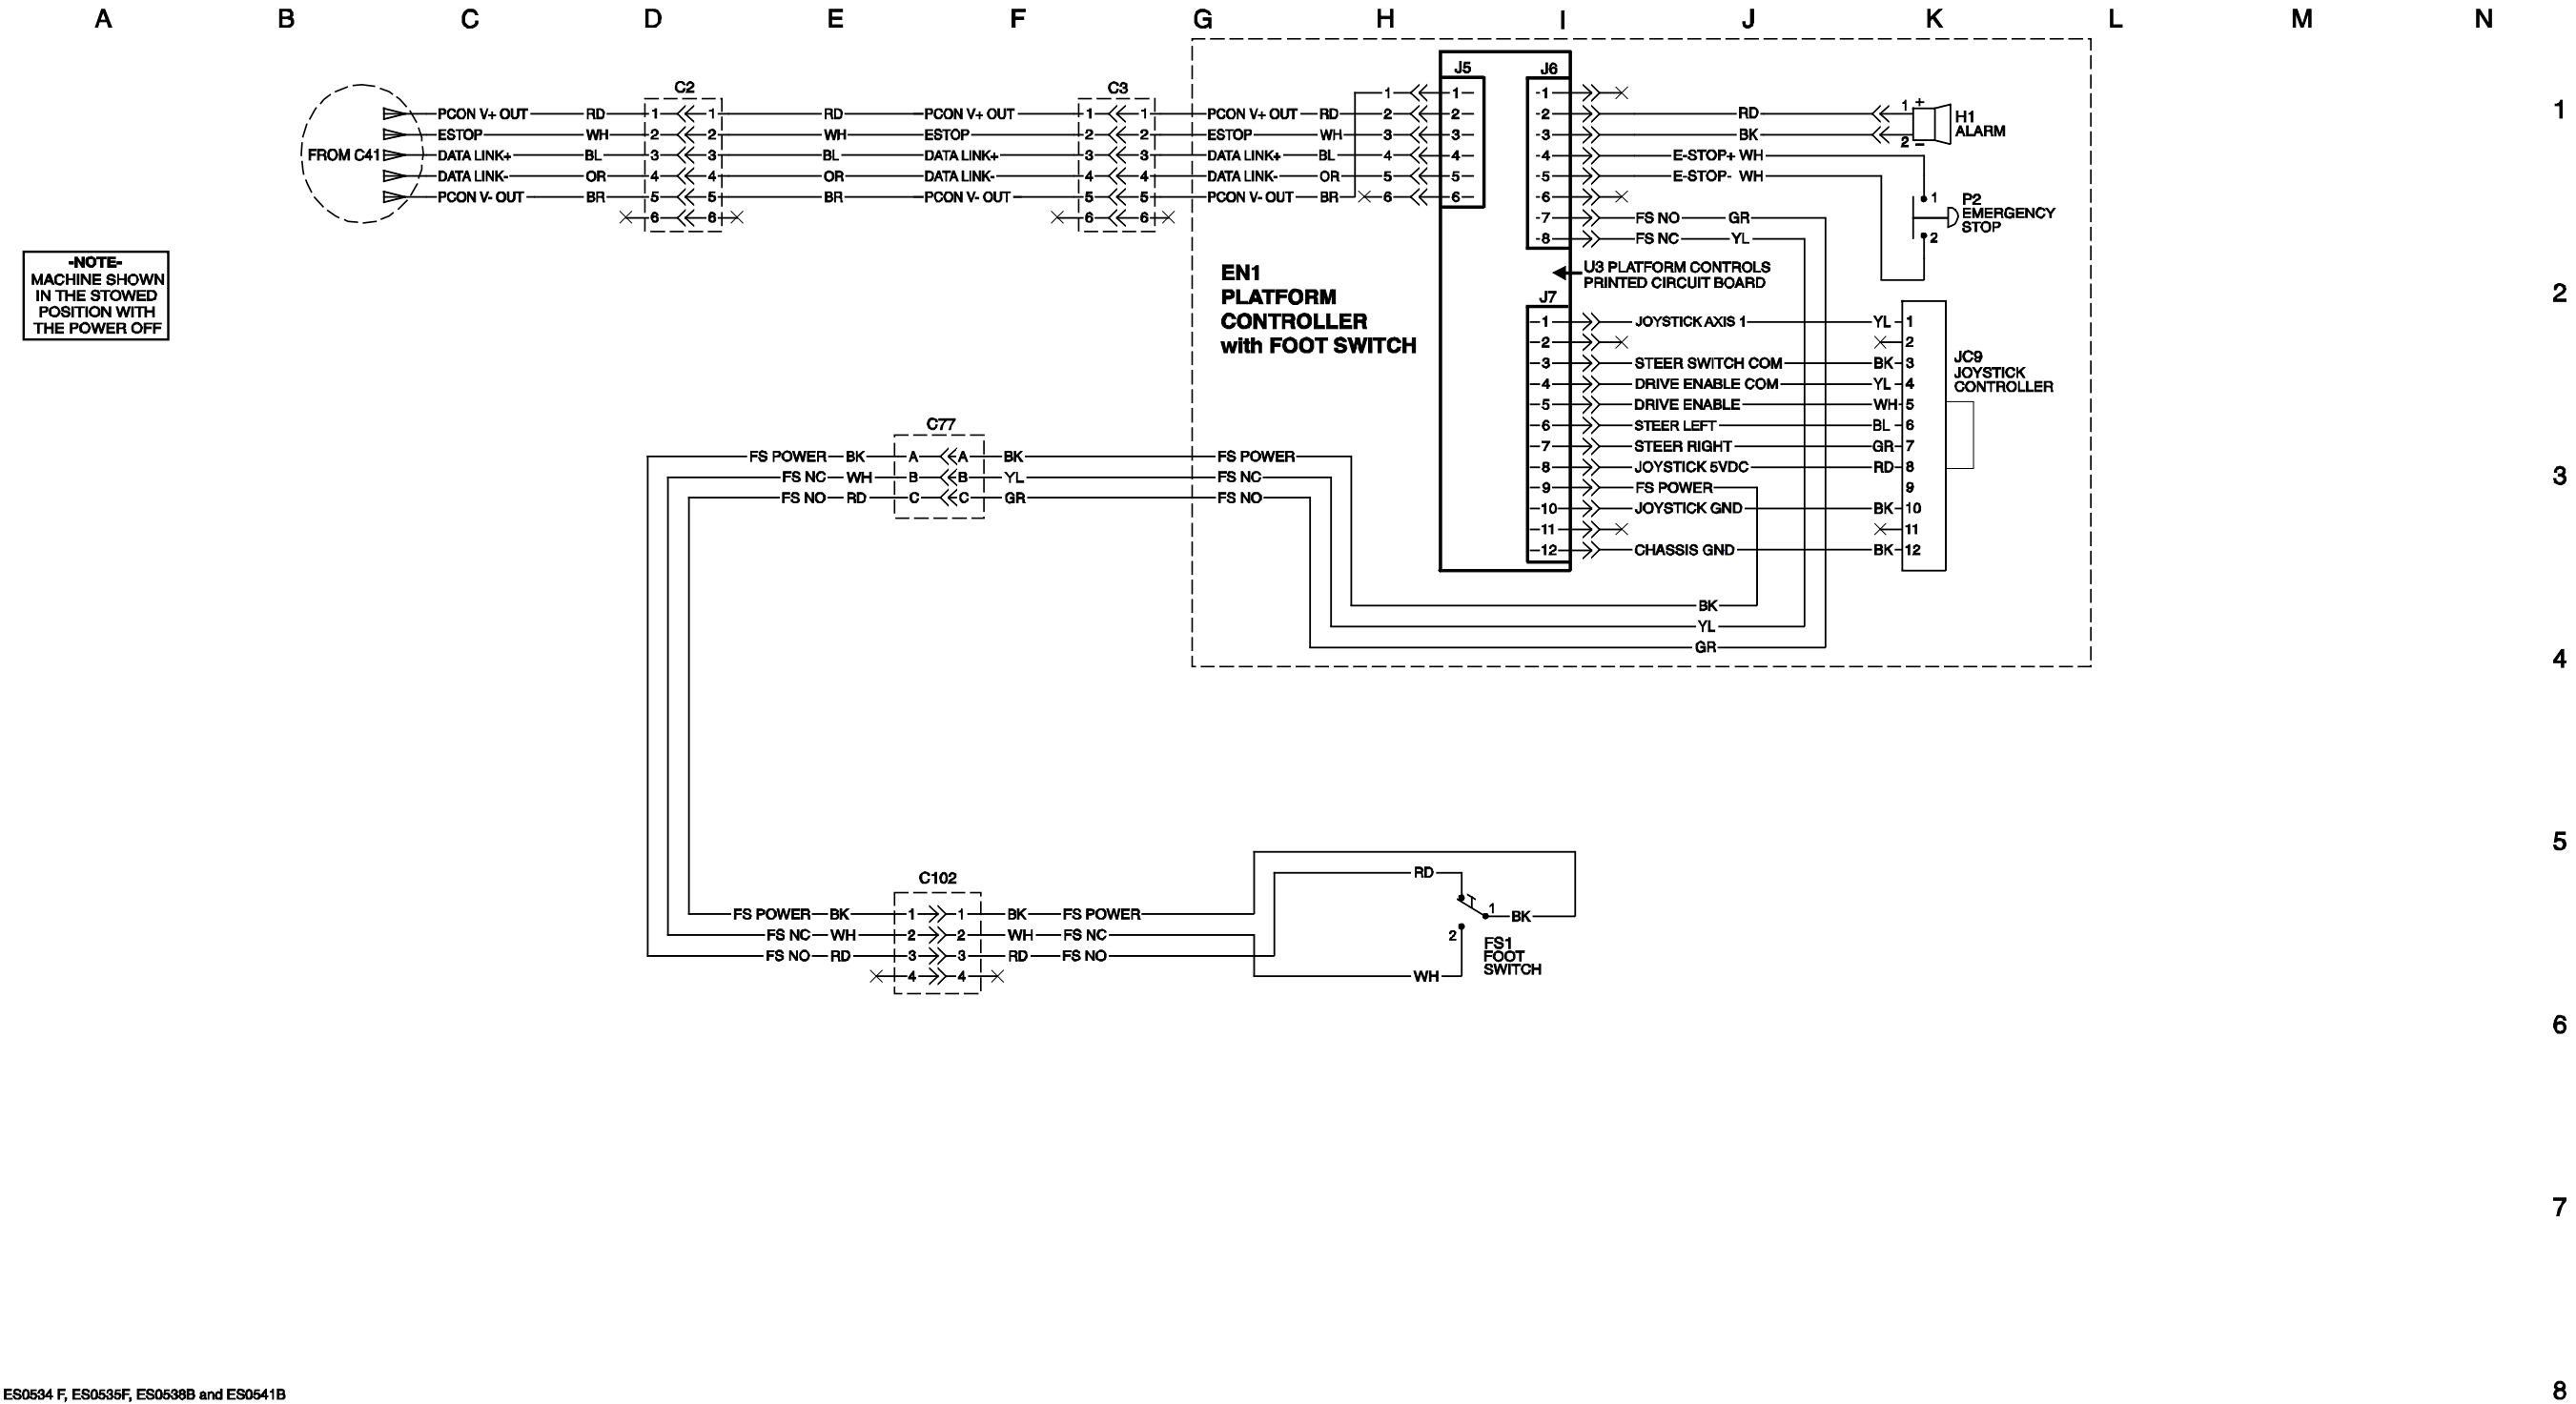 A B C D E F G H I J K L M N
1
2
3
4
5
6
7
8
FROM C41
PCON V+ OUT RD
ESTOP WH
DATA LINK+ BL
DATA LINK- OR
PCON V- OUT BR
C2
1 1
2 2
3 3
4 4
5 5
6 6
RD PCON V+ OUT
WH ESTOP
BL DATA LINK+
OR DATA LINK-
BR PCON V- OUT
C3
1 1
2 2
3 3
4 4
5 5
6 6
PCON V+ OUT RD
ESTOP WH
DATA LINK+ BL
DATA LINK- OR
PCON V- OUT BR
J5
1 1
2 2
3 3
4 4
5 5
6 6
J6
1
2 RD 1 +
3 BK 2 −
H1
ALARM
4 E-STOP+ WH
5 E-STOP- WH
6
7 FS NO GR
8 FS NC YL
1
2
P2
EMERGENCY
STOP
-NOTE-
MACHINE SHOWN
IN THE STOWED
POSITION WITH
THE POWER OFF
EN1
PLATFORM
CONTROLLER
with FOOT SWITCH
U3 PLATFORM CONTROLS
PRINTED CIRCUIT BOARD
J7
1 JOYSTICK AXIS 1 YL 1
2 2
3 STEER SWITCH COM BK 3
4 DRIVE ENABLE COM YL 4
5 DRIVE ENABLE WH 5
6 STEER LEFT BL 6
7 STEER RIGHT GR 7
8 JOYSTICK 5VDC RD 8
9 FS POWER 9
10 JOYSTICK GND BK 10
11 11
12 CHASSIS GND BK 12
JC9
JOYSTICK
CONTROLLER
C77
FS POWER BK A A BK FS POWER
FS NC WH B B YL FS NC
FS NO RD C C GR FS NO
BK
YL
GR
C102
FS POWER BK 1 1 BK FS POWER
FS NC WH 2 2 WH FS NC
FS NO RD 3 3 RD FS NO
4 4
RD
1 BK
2
WH
FS1
FOOT
SWITCH
ES0534 F, ES0535F, ES0538B and ES0541B